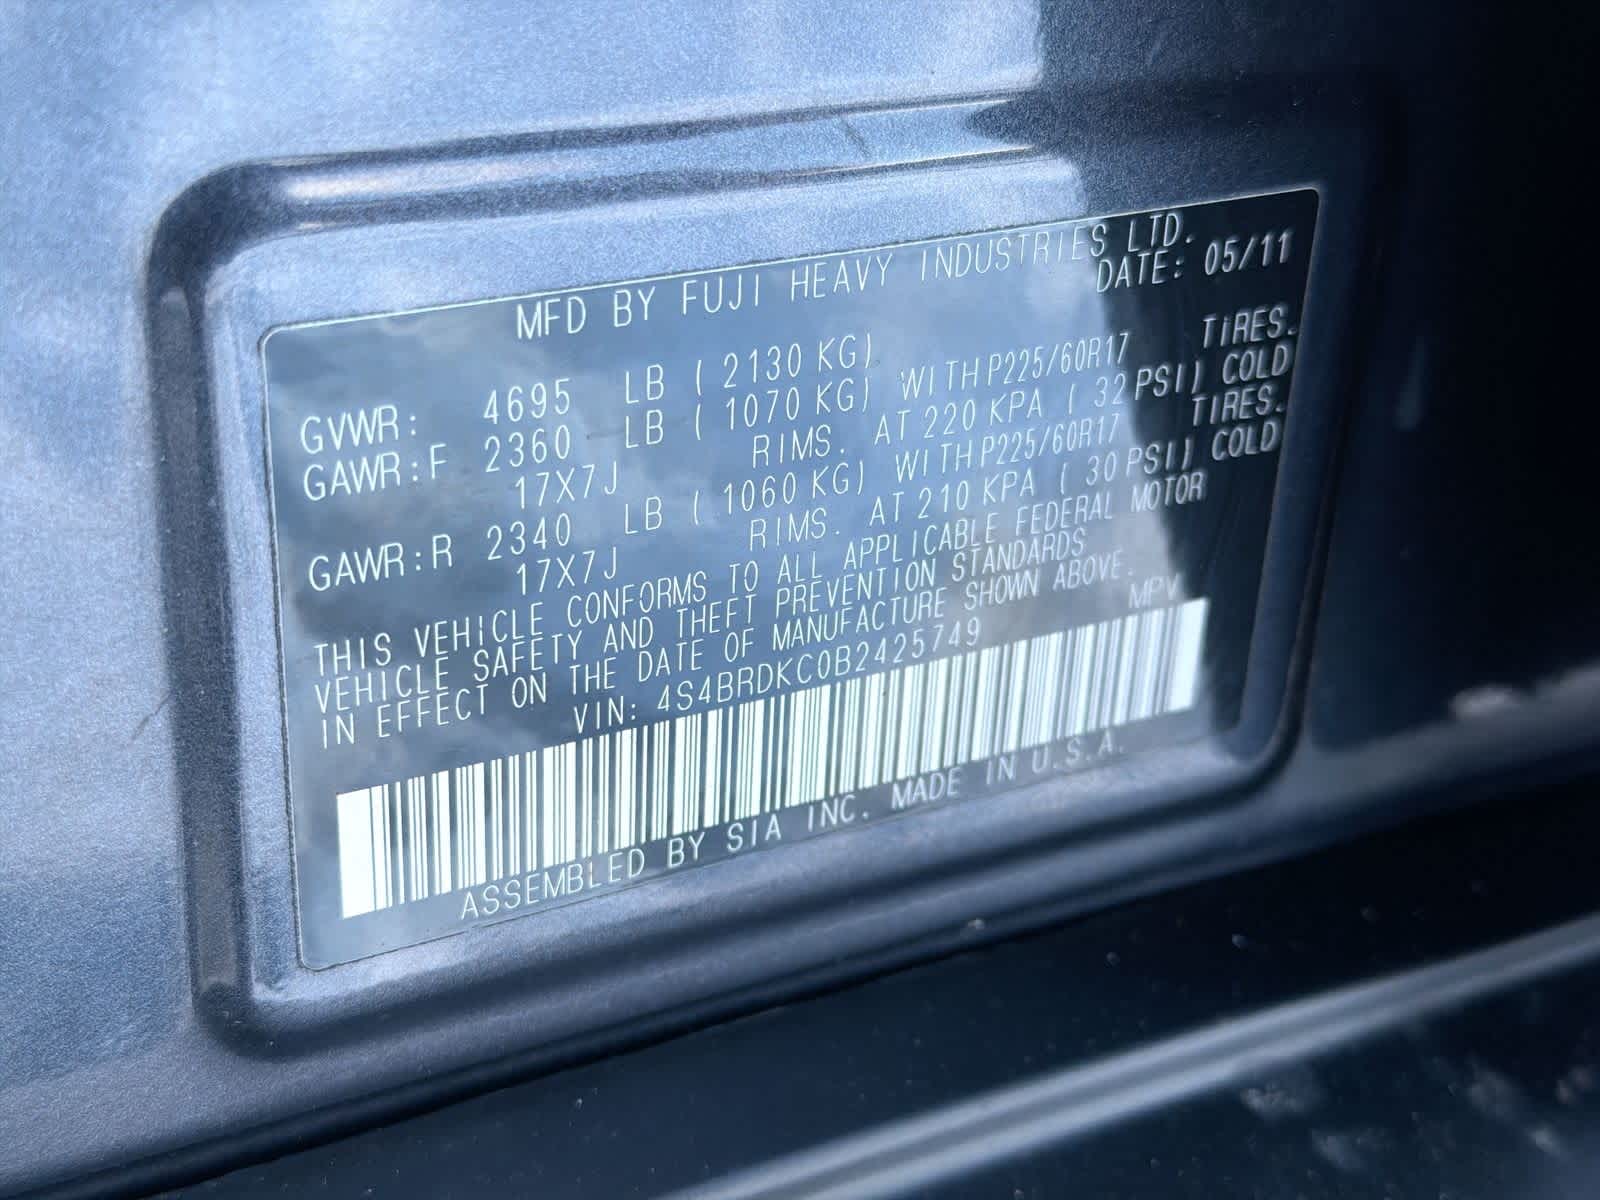 MFD BY FUJI HEAVY INDUSTRIES LTD.
DATE: 05/11
GVWR: 4695 LB ( 2130 KG)
GAWR:F 2360 LB ( 1070 KG) WITH P225/60R17 TIRES.
17X7J RIMS. AT 220 KPA ( 32 PSI) COLD
GAWR:R 2340 LB ( 1060 KG) WITH P225/60R17 TIRES.
17X7J RIMS. AT 210 KPA ( 30 PSI) COLD
THIS VEHICLE CONFORMS TO ALL APPLICABLE FEDERAL MOTOR
VEHICLE SAFETY AND THEFT PREVENTION STANDARDS
IN EFFECT ON THE DATE OF MANUFACTURE SHOWN ABOVE.
VIN: 4S4BRDKC0B2425749 MPV
ASSEMBLED BY SIA INC. MADE IN U.S.A.